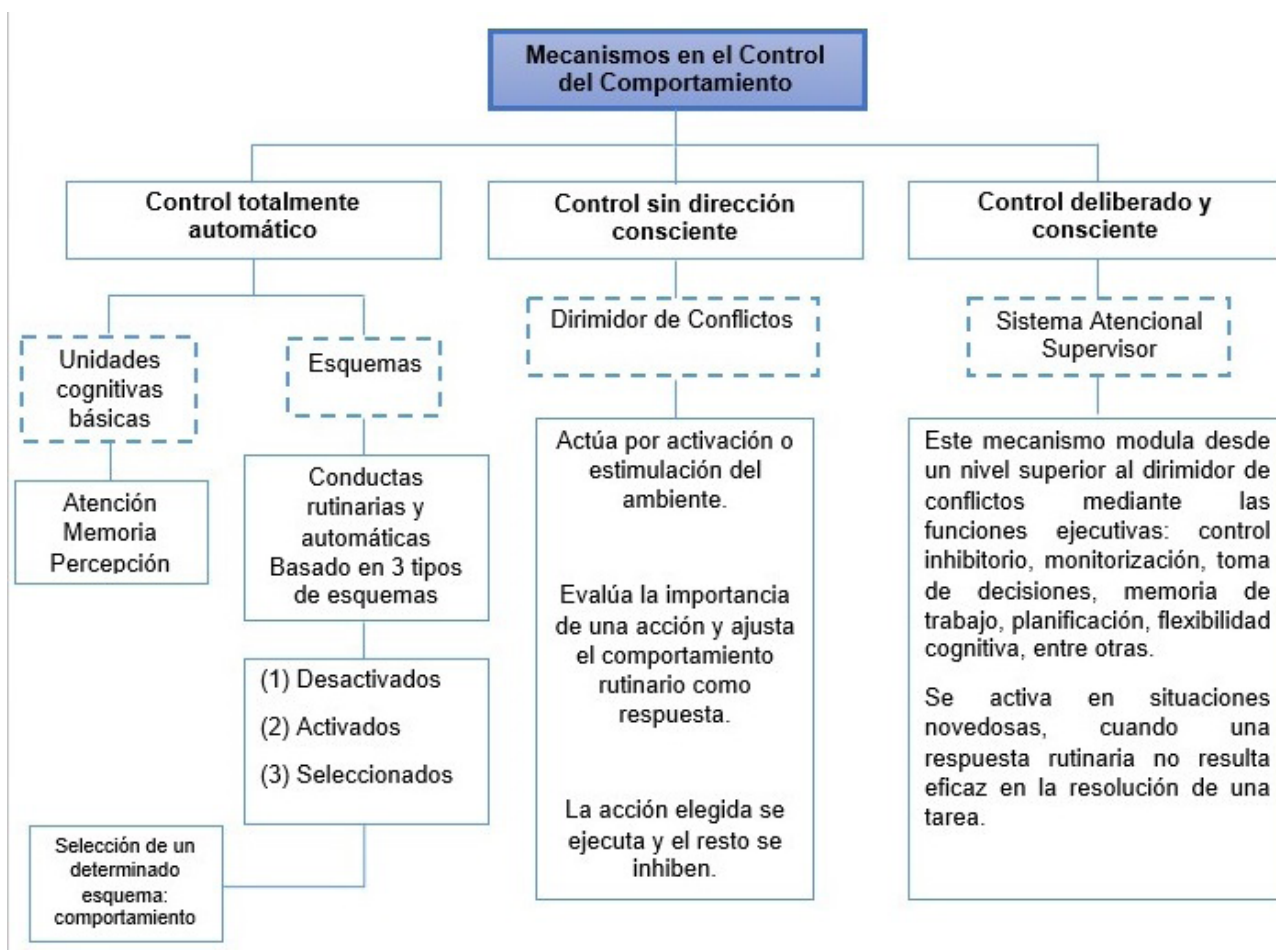 Mecanismos en el Control
del Comportamiento
Control totalmente
automático
Unidades
cognitivas
básicas
Atención
Memoria
Percepción
Esquemas
Conductas
rutinarias y
automáticas
Basado en 3 tipos
de esquemas
(1) Desactivados
(2) Activados
(3) Seleccionados
Selección de un
determinado
esquema:
comportamiento
Control sin dirección
consciente
Dirimidor de Conflictos
Actúa por activación o
estimulación del
ambiente.
Evalúa la importancia
de una acción y ajusta
el comportamiento
rutinario como
respuesta.
La acción elegida se
ejecuta y el resto se
inhiben.
Control deliberado y
consciente
Sistema Atencional
Supervisor
Este mecanismo modula desde
un nivel superior al dirimidor de
conflictos mediante las
funciones ejecutivas: control
inhibitorio, monitorización, toma
de decisiones, memoria de
trabajo, planificación, flexibilidad
cognitiva, entre otras.
Se activa en situaciones
novedosas, cuando una
respuesta rutinaria no resulta
eficaz en la resolución de una
tarea.